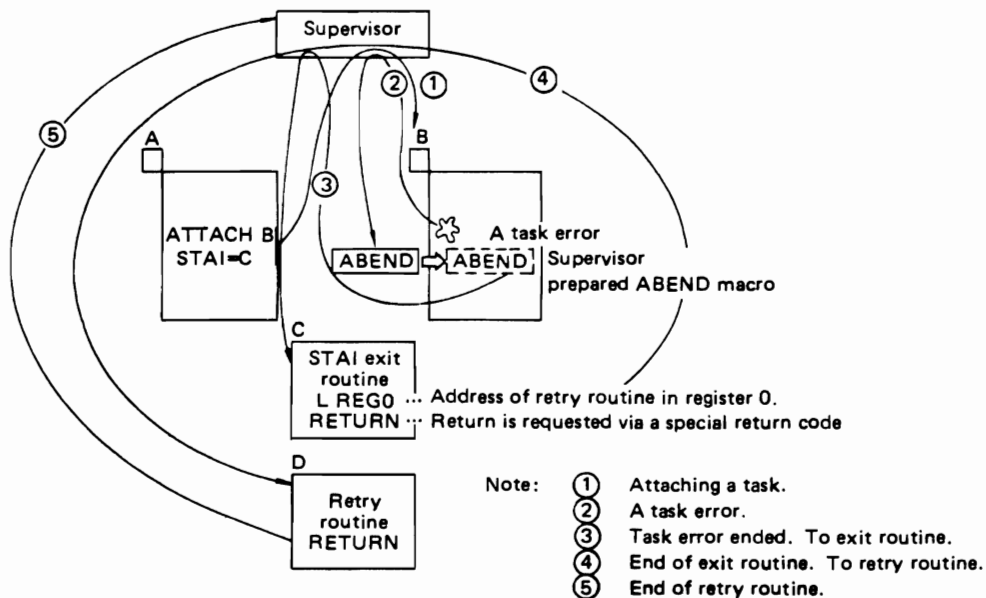 Supervisor
②
①
④
⑤
A
B
③
ATTACH B
STAI=C
A task error
ABEND
ABEND
Supervisor
prepared ABEND macro
C
STAI exit
routine
L REG0 ··· Address of retry routine in register 0.
RETURN ··· Return is requested via a special return code
D
Retry
routine
RETURN
Note: ① Attaching a task.
② A task error.
③ Task error ended. To exit routine.
④ End of exit routine. To retry routine.
⑤ End of retry routine.